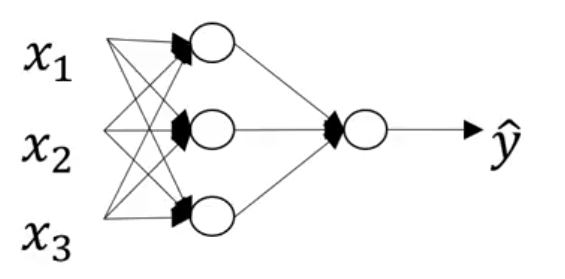 x₁
x₂
ŷ
x₃